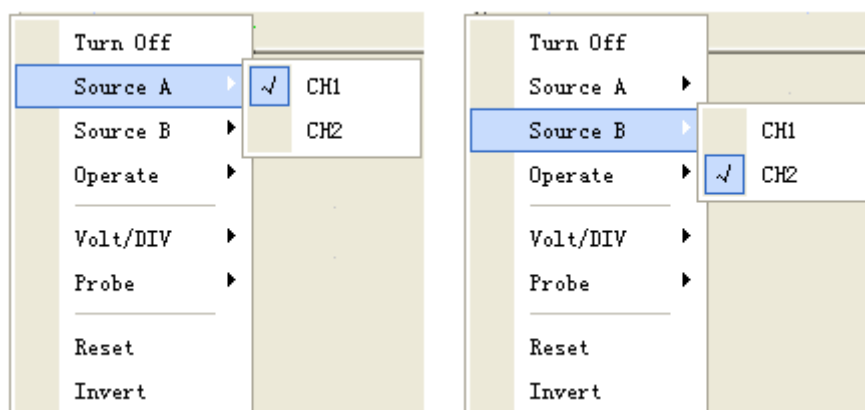 Turn Off
Source A
CH1
Source B
CH2
Operate
Volt/DIV
Probe
Reset
Invert
Turn Off
Source A
Source B
CH1
Operate
CH2
Volt/DIV
Probe
Reset
Invert